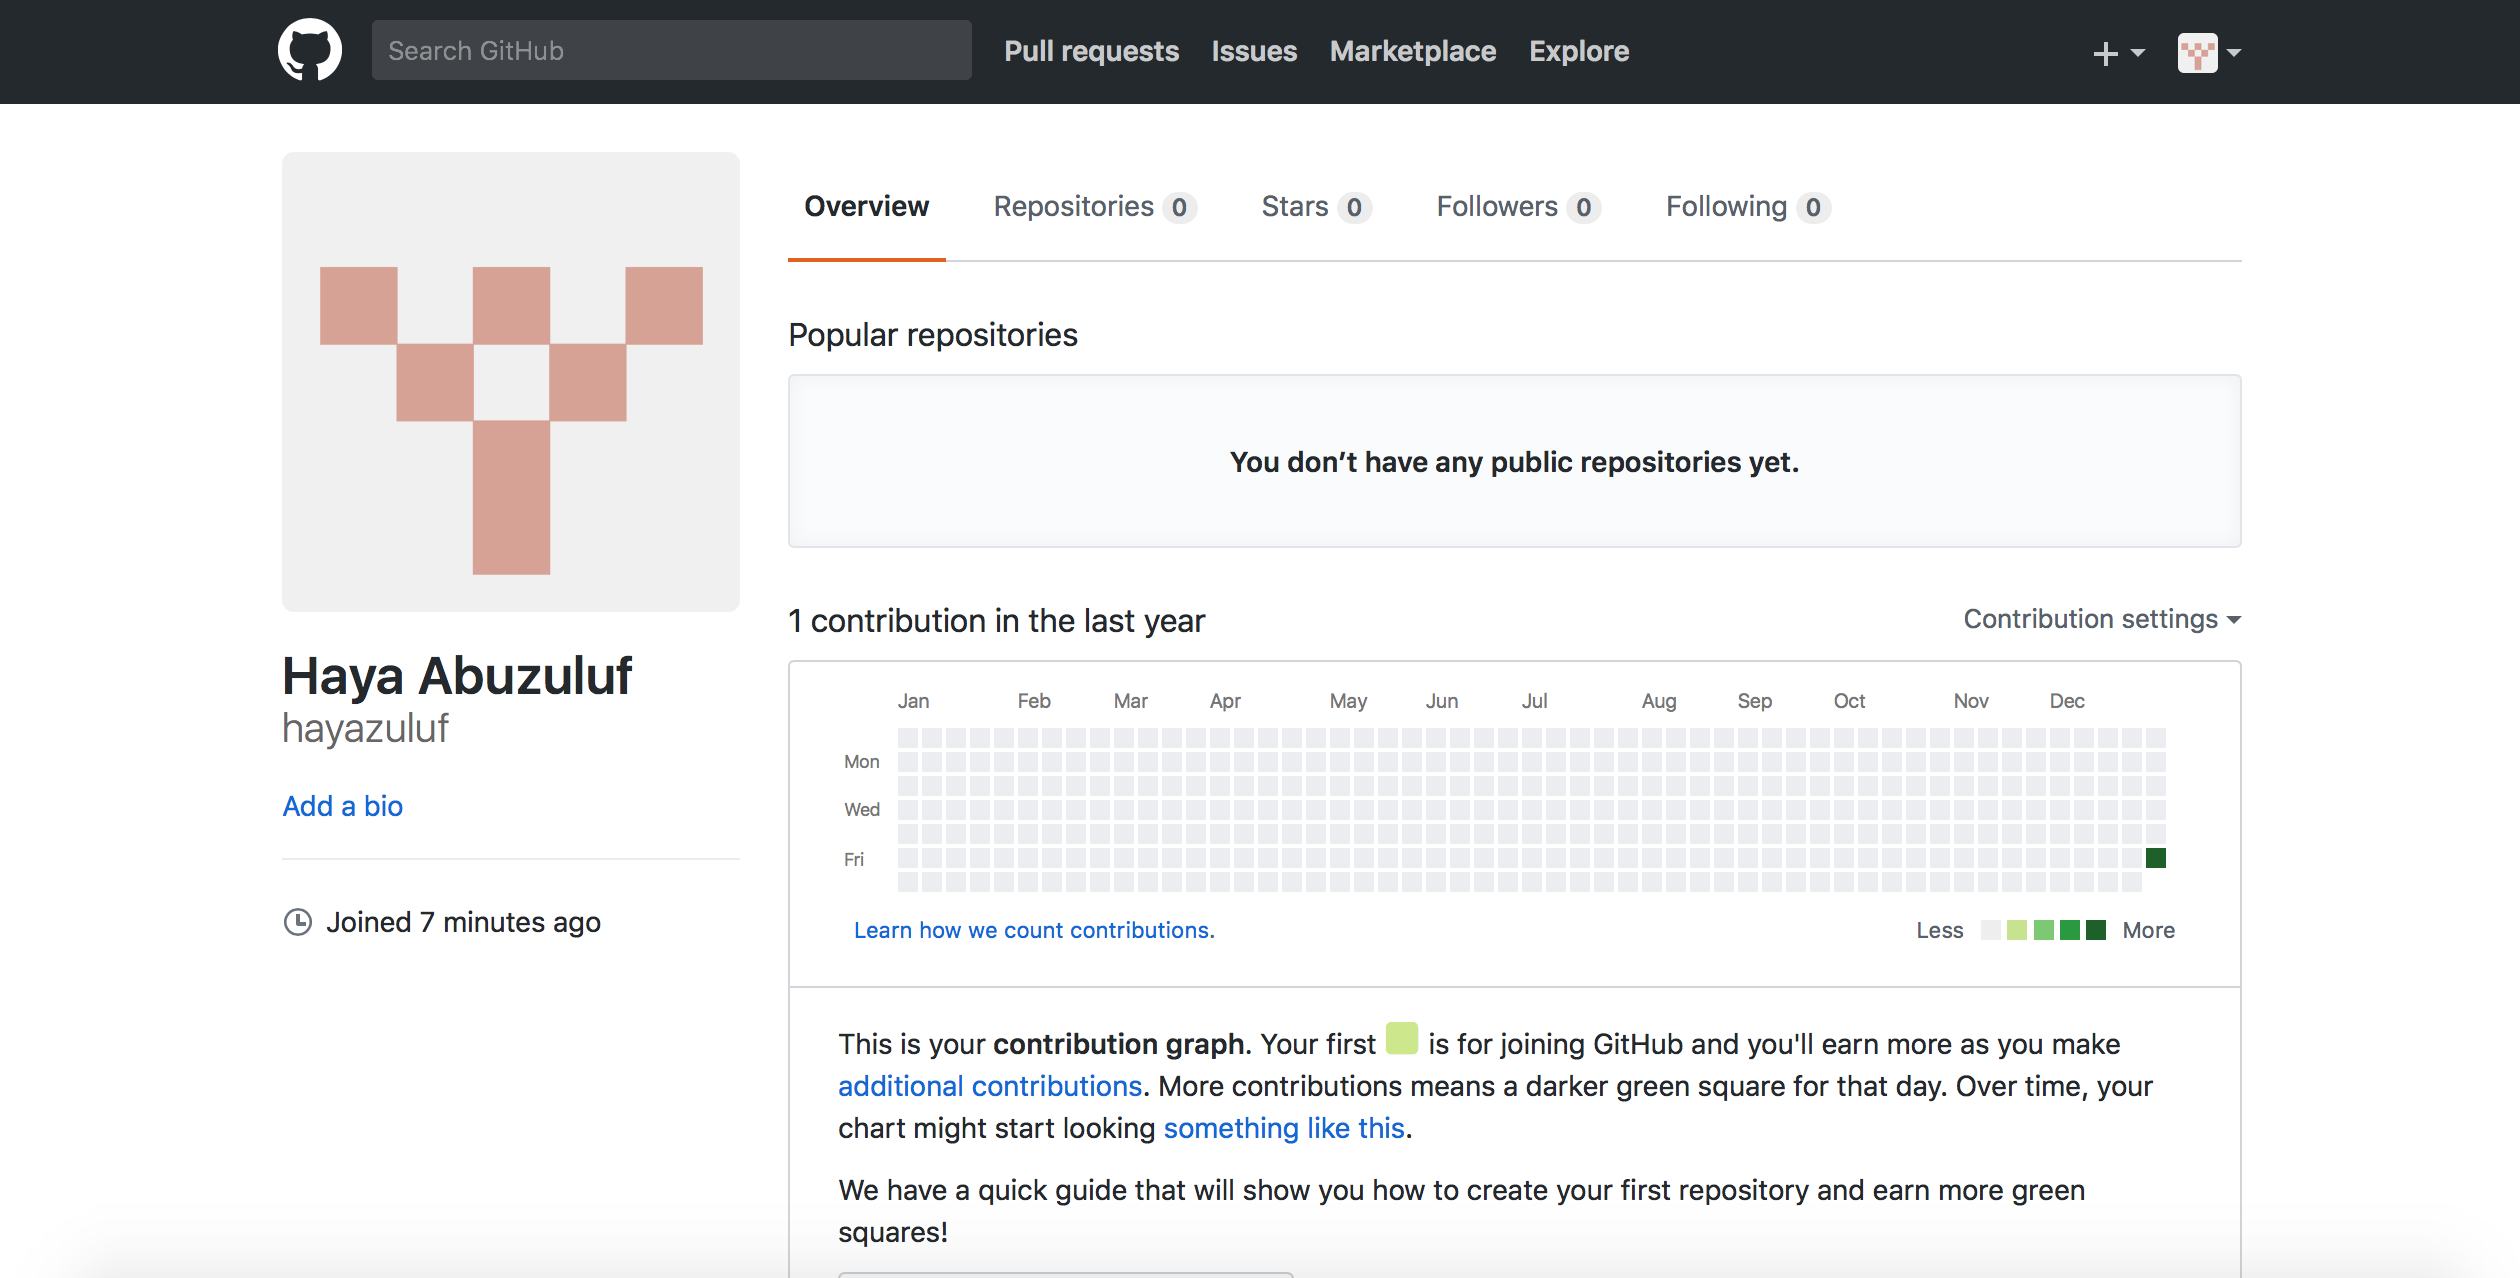 Search GitHub
Pull requests Issues Marketplace Explore
Overview Repositories 0 Stars 0 Followers 0 Following 0
Popular repositories
You don’t have any public repositories yet.
Haya Abuzuluf
hayazuluf
Add a bio
Joined 7 minutes ago
1 contribution in the last year
Contribution settings
Jan Feb Mar Apr May Jun Jul Aug Sep Oct Nov Dec
Mon
Wed
Fri
Learn how we count contributions.
Less More
This is your contribution graph. Your first is for joining GitHub and you'll earn more as you make
additional contributions. More contributions means a darker green square for that day. Over time, your
chart might start looking something like this.
We have a quick guide that will show you how to create your first repository and earn more green
squares!